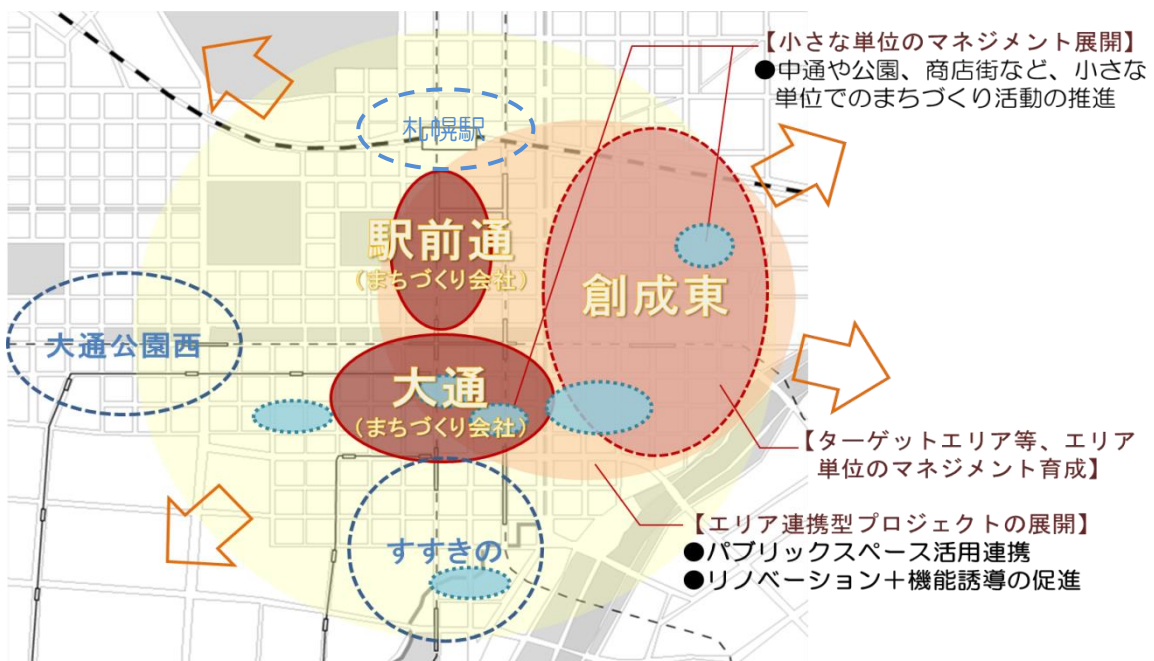 【小さな単位のマネジメント展開】
●中通や公園、商店街など、小さな
単位でのまちづくり活動の推進
札幌駅
駅前通
(まちづくり会社)
創成東
大通公園西
大通
(まちづくり会社)
【ターゲットエリア等、エリア
単位のマネジメント育成】
【エリア連携型プロジェクトの展開】
●パブリックスペース活用連携
●リノベーション＋機能誘導の促進
すすきの